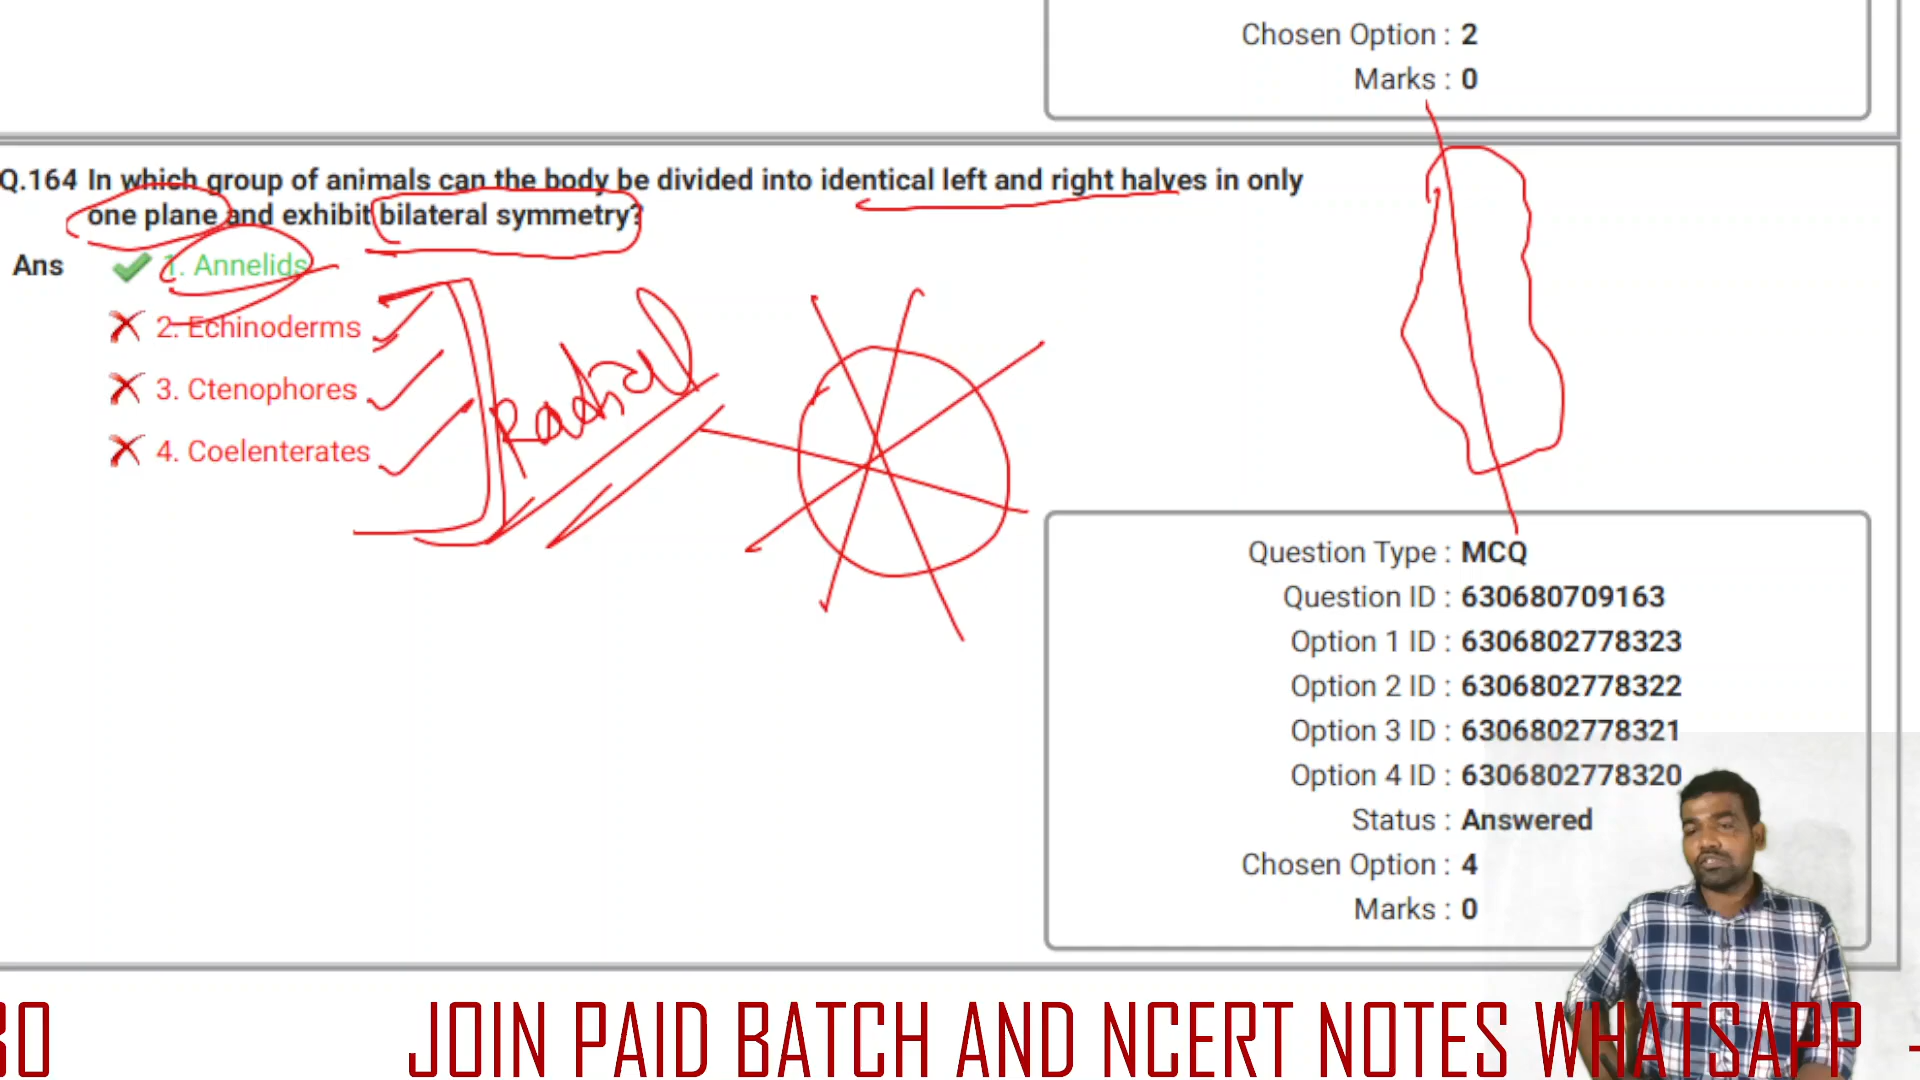 Chosen Option : 2
Marks : 0
Q.164 In which group of animals can the body be divided into identical left and right halves in only
one plane and exhibit bilateral symmetry?
Ans 1. Annelids
2. Echinoderms
3. Ctenophores
4. Coelenterates
Radial
Question Type : MCQ
Question ID : 630680709163
Option 1 ID : 6306802778323
Option 2 ID : 6306802778322
Option 3 ID : 6306802778321
Option 4 ID : 6306802778320
Status : Answered
Chosen Option : 4
Marks : 0
30 JOIN PAID BATCH AND NCERT NOTES WHATSAPP -